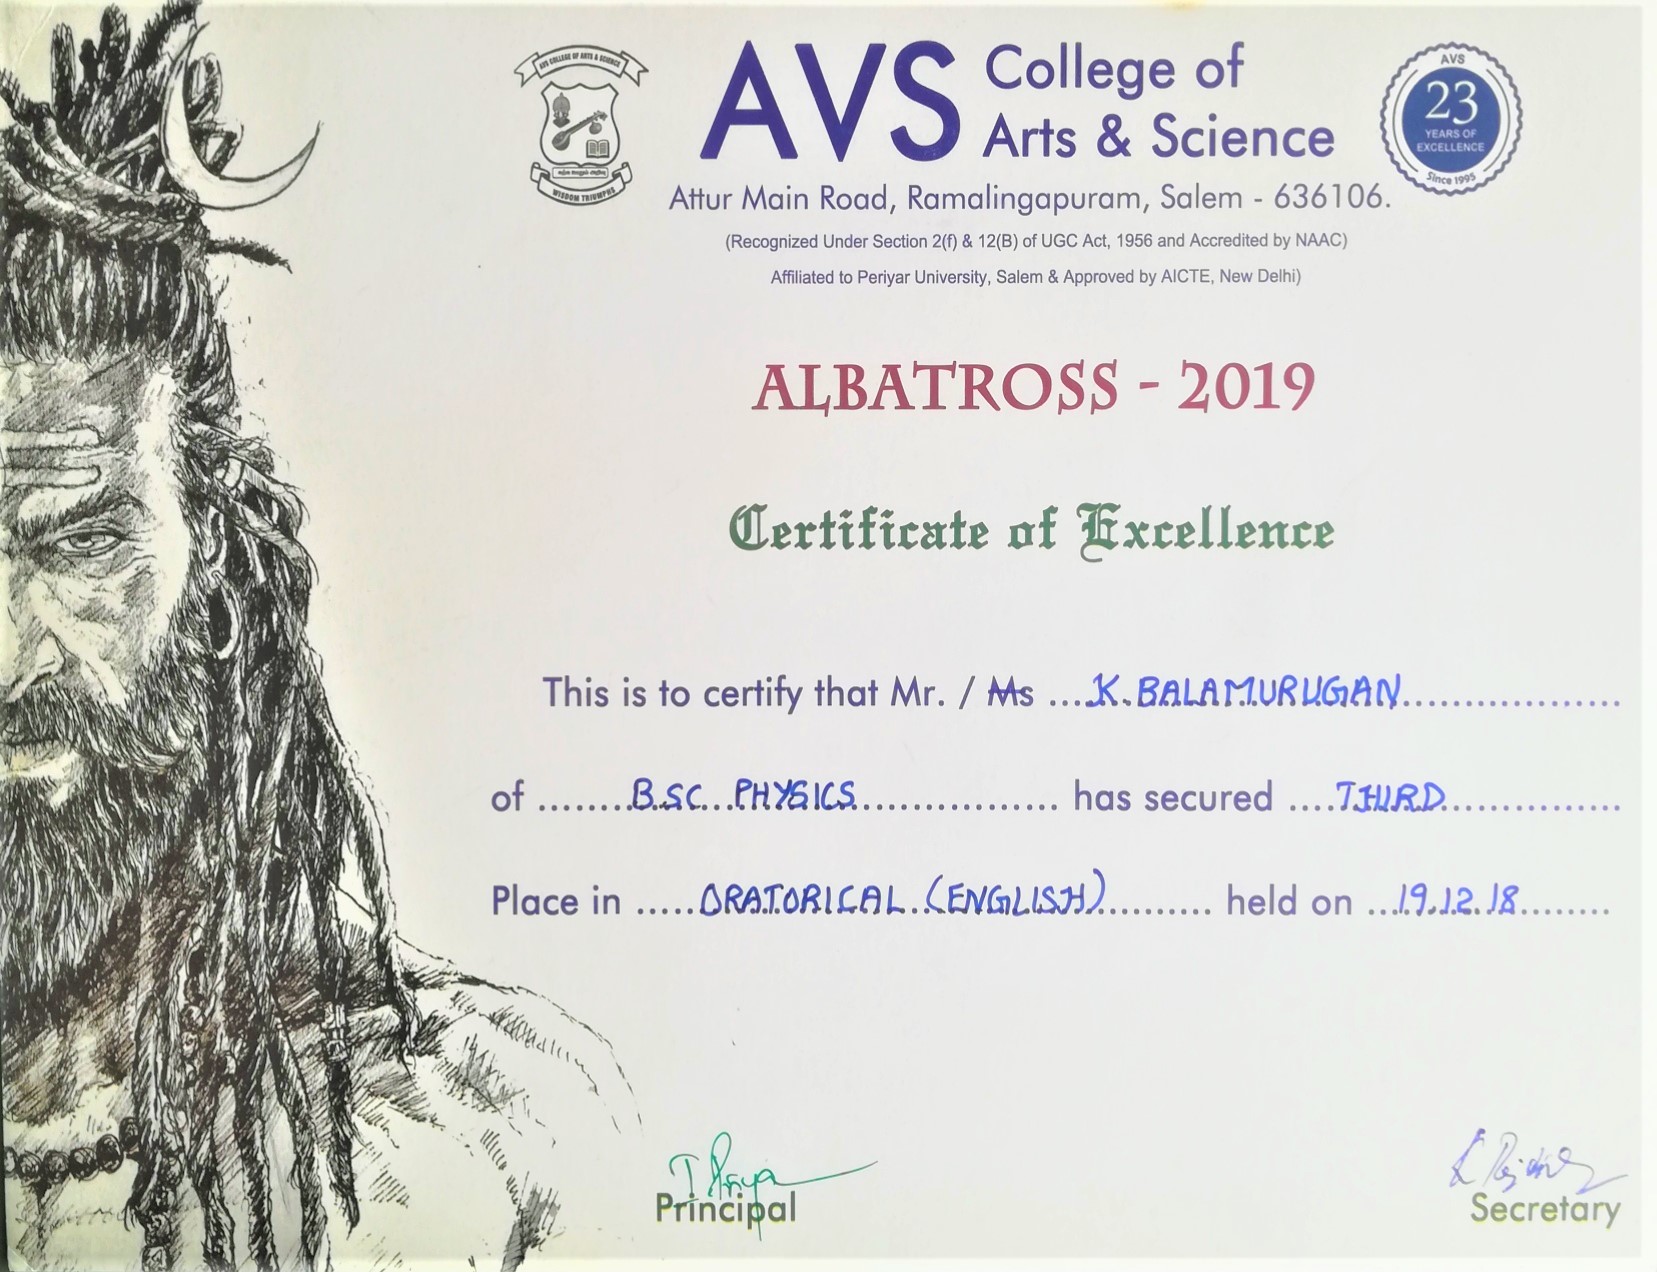 AVS COLLEGE OF ARTS & SCIENCE
WISDOM TRIUMPHS
AVS College of
Arts & Science
AVS
23
YEARS OF
EXCELLENCE
Since 1995
Attur Main Road, Ramalingapuram, Salem - 636106.
(Recognized Under Section 2(f) & 12(B) of UGC Act, 1956 and Accredited by NAAC)
Affiliated to Periyar University, Salem & Approved by AICTE, New Delhi)
ALBATROSS - 2019
Certificate of Excellence
This is to certify that Mr. / Ms ...K. BALAMURUGAN..................
of ........B.SC...PHYSICS................. has secured ....THIRD...............
Place in .....ORATORICAL..(ENGLISH)......... held on ...19.12.18........
Principal
Secretary